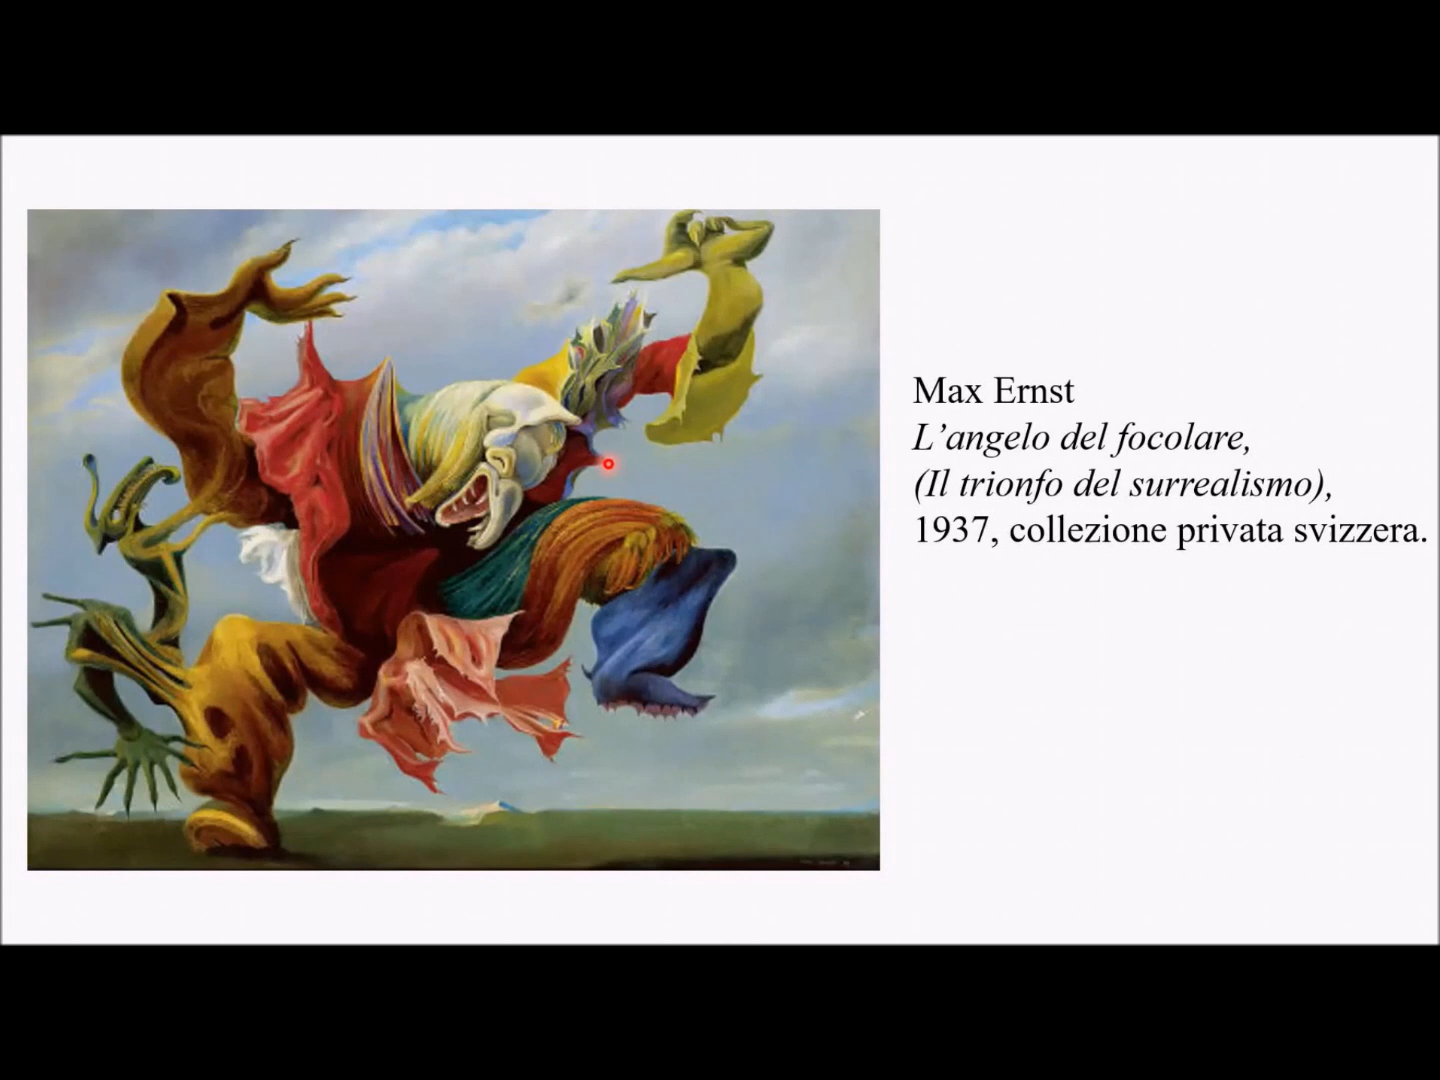 Max Ernst
L’angelo del focolare,
(Il trionfo del surrealismo),
1937, collezione privata svizzera.